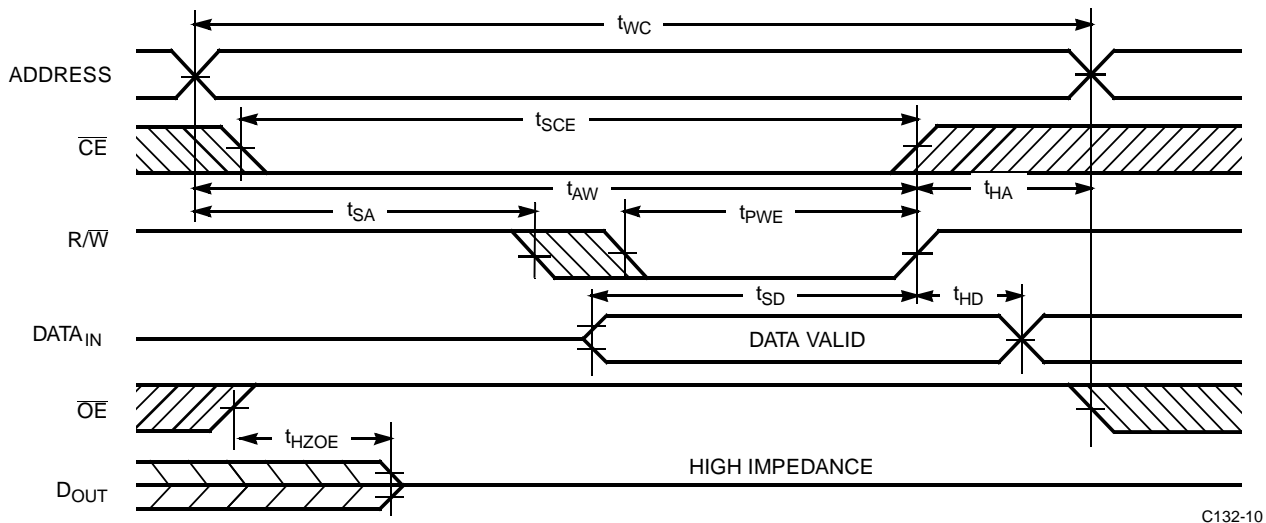 tWC
ADDRESS
tSCE
CE
tAW
tHA
tSA
tPWE
R/W
tSD
tHD
DATAIN
DATA VALID
OE
tHZOE
HIGH IMPEDANCE
DOUT
C132-10